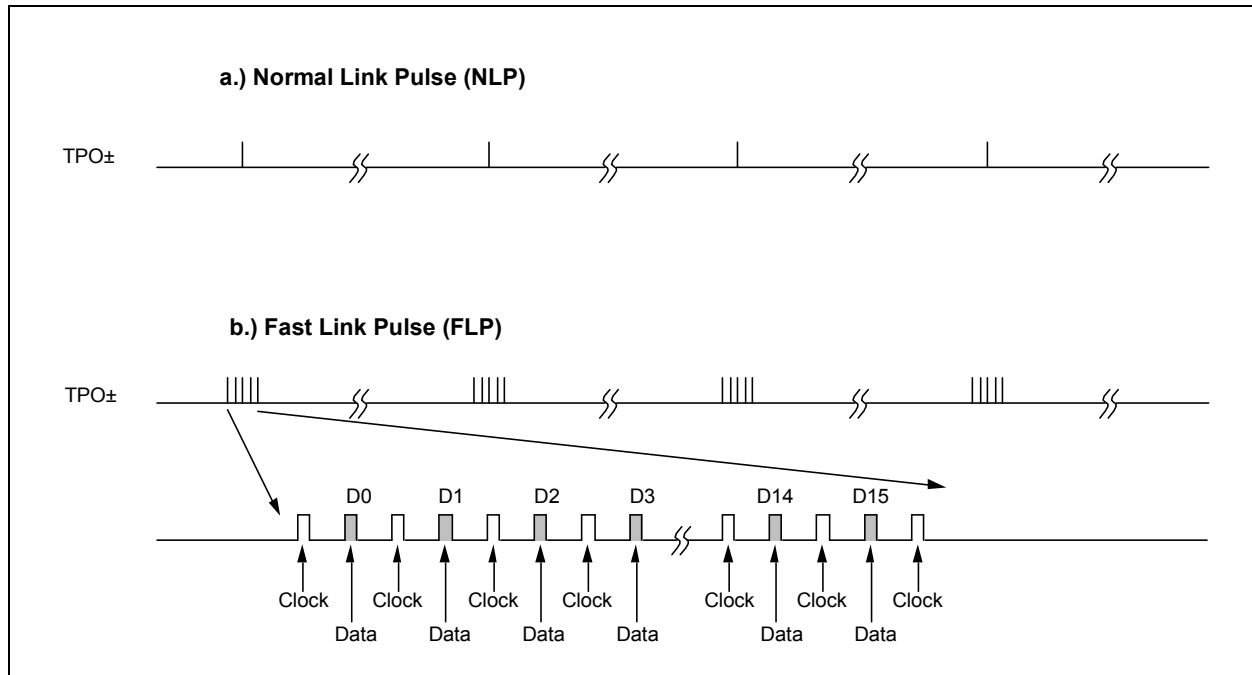 a.) Normal Link Pulse (NLP)
TPO±
b.) Fast Link Pulse (FLP)
TPO±
D0 D1 D2 D3 D14 D15
Clock Clock Clock Clock Clock Clock Clock
Data Data Data Data Data Data